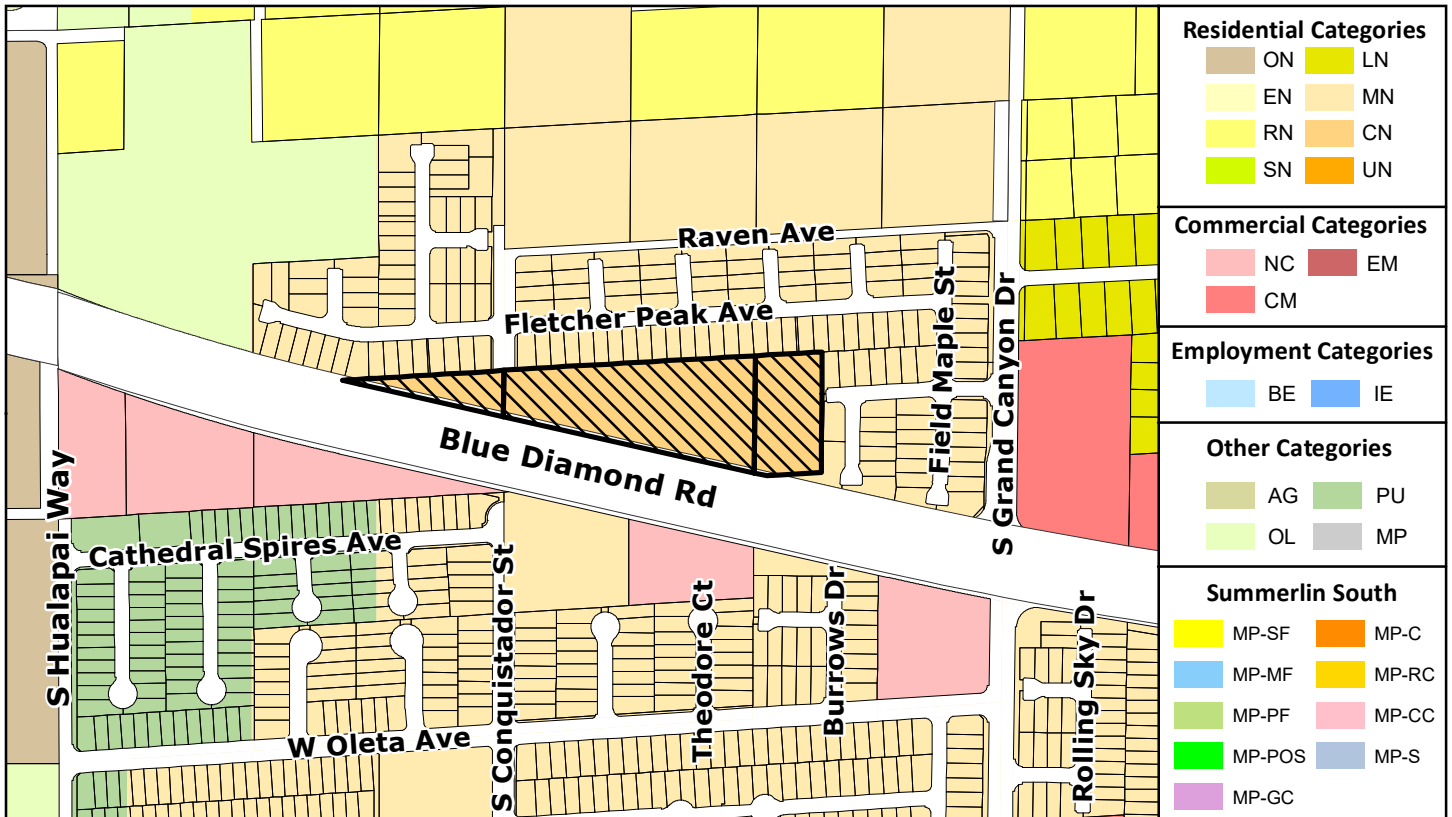 Raven Ave
Fletcher Peak Ave
Field Maple St
S Grand Canyon Dr
Blue Diamond Rd
S Hualapai Way
Cathedral Spires Ave
S Conquistador St
Theodore Ct
Burrows Dr
Rolling Sky Dr
W Oleta Ave
Residential Categories
ON LN
EN MN
RN CN
SN UN
Commercial Categories
NC EM
CM
Employment Categories
BE IE
Other Categories
AG PU
OL MP
Summerlin South
MP-SF MP-C
MP-MF MP-RC
MP-PF MP-CC
MP-POS MP-S
MP-GC